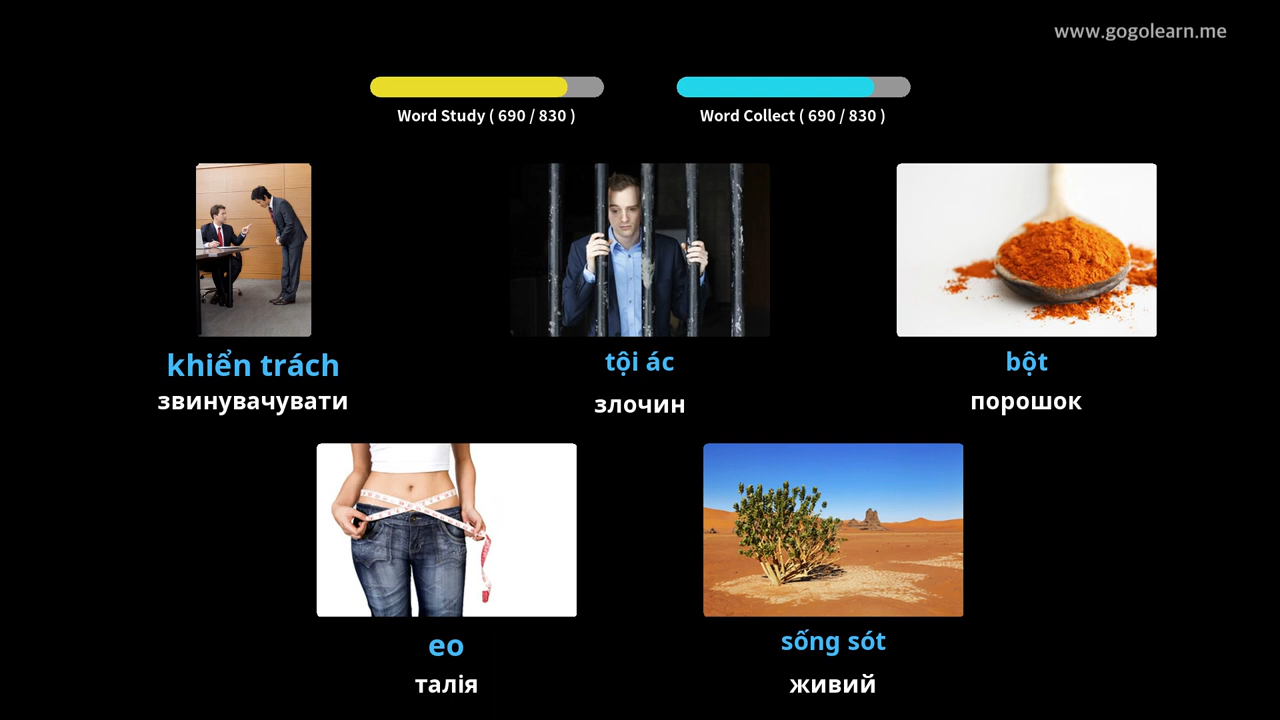 www.gogolearn.me
Word Study ( 690 / 830 )
Word Collect ( 690 / 830 )
khiển trách
звинувачувати
tội ác
злочин
bột
порошок
eo
талія
sống sót
живий